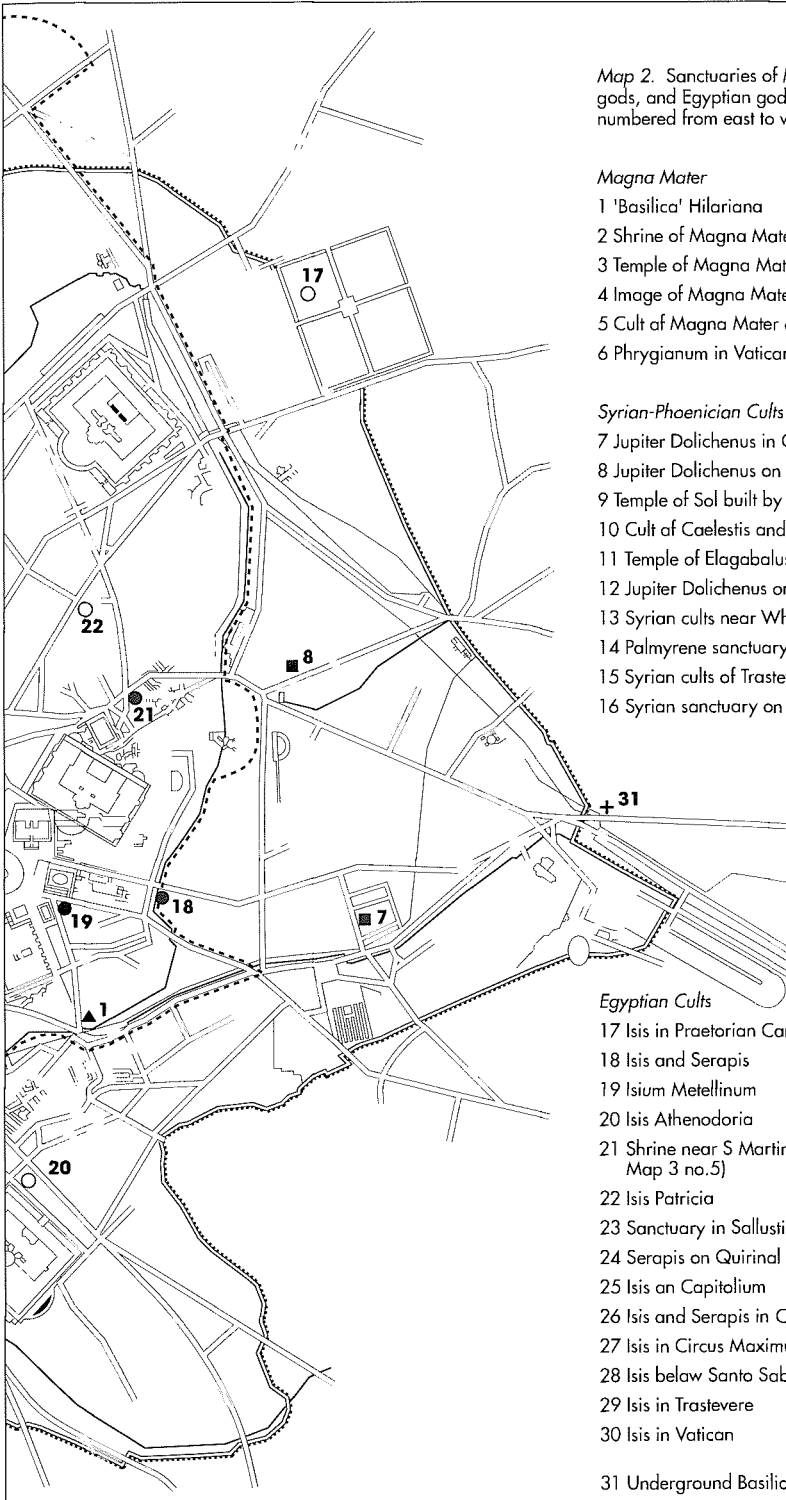 Map 2. Sanctuaries of
gods, and Egyptian god
numbered from east to
Magna Mater
1 'Basilica' Hilariana
2 Shrine of Magna Mate
3 Temple of Magna Mat
4 Image of Magna Mate
5 Cult af Magna Mater
6 Phrygianum in Vatican
Syrian-Phoenician Cults
7 Jupiter Dolichenus in
8 Jupiter Dolichenus on
9 Temple of Sol built by
10 Cult af Caelestis and
11 Temple of Elagabalus
12 Jupiter Dolichenus on
13 Syrian cults near Wh
14 Palmyrene sanctuary
15 Syrian cults of Traste
16 Syrian sanctuary on
Egyptian Cults
17 Isis in Praetorian Ca
18 Isis and Serapis
19 Isium Metellinum
20 Isis Athenodoria
21 Shrine near S Martin
Map 3 no.5)
22 Isis Patricia
23 Sanctuary in Sallusti
24 Serapis on Quirinal
25 Isis an Capitolium
26 Isis and Serapis in C
27 Isis in Circus Maximu
28 Isis belaw Santo Sab
29 Isis in Trastevere
30 Isis in Vatican
31 Underground Basilic
17
22
8
21
31
18
19
7
1
20